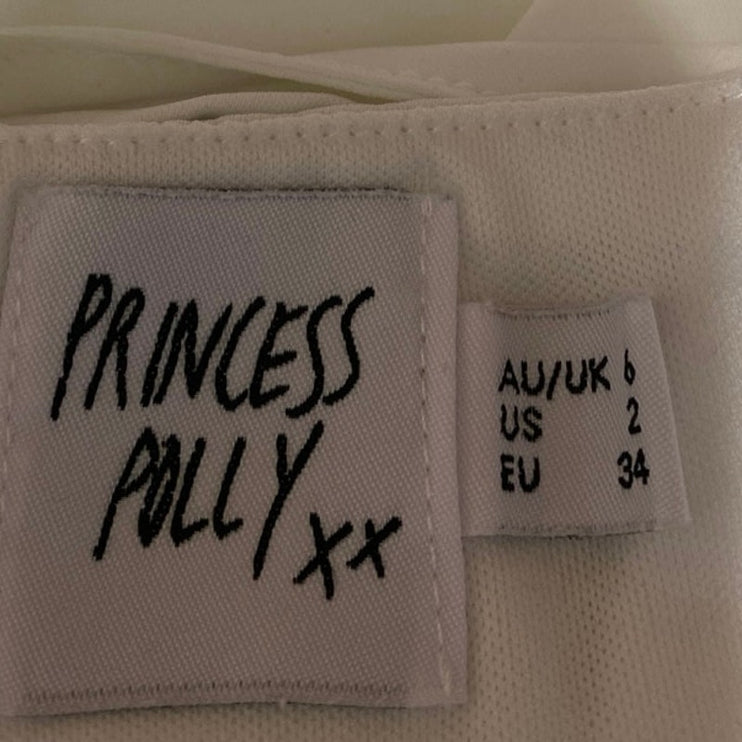 PRINCESS
POLLY
xx
AU/UK 6
US 2
EU 34